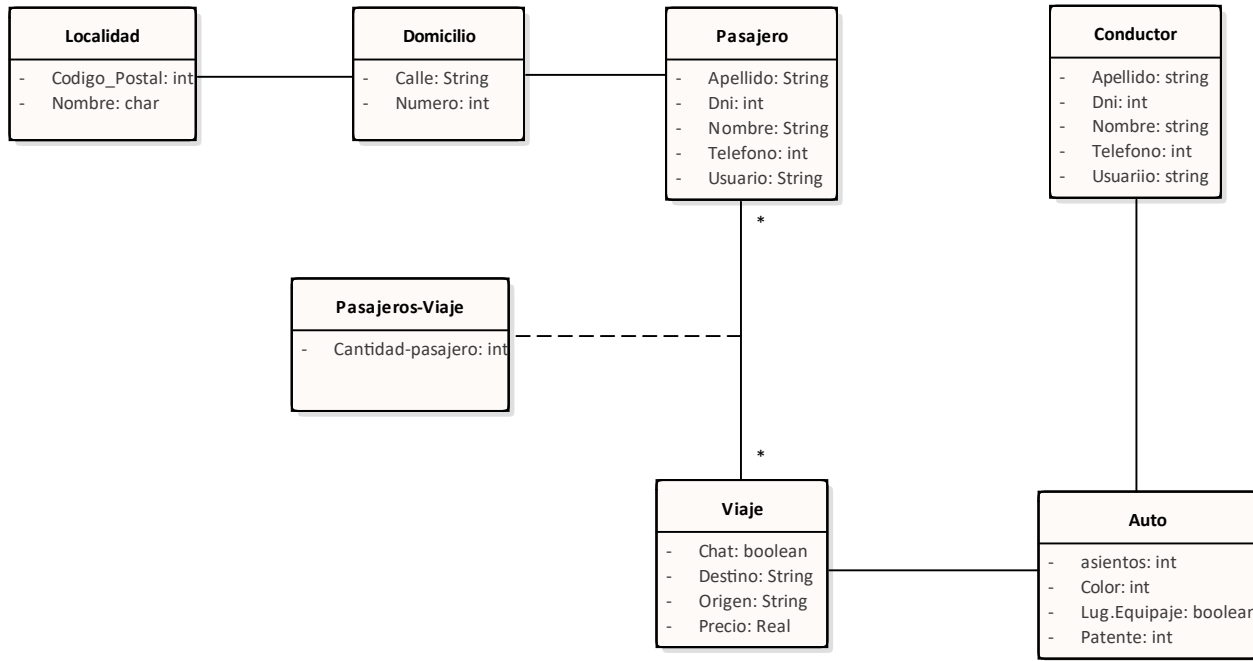 Localidad
- Codigo_Postal: int
- Nombre: char
Domicilio
- Calle: String
- Numero: int
Pasajero
- Apellido: String
- Dni: int
- Nombre: String
- Telefono: int
- Usuario: String
Conductor
- Apellido: string
- Dni: int
- Nombre: string
- Telefono: int
- Usuariio: string
*
Pasajeros-Viaje
- Cantidad-pasajero: int
*
Viaje
- Chat: boolean
- Destino: String
- Origen: String
- Precio: Real
Auto
- asientos: int
- Color: int
- Lug.Equipaje: boolean
- Patente: int